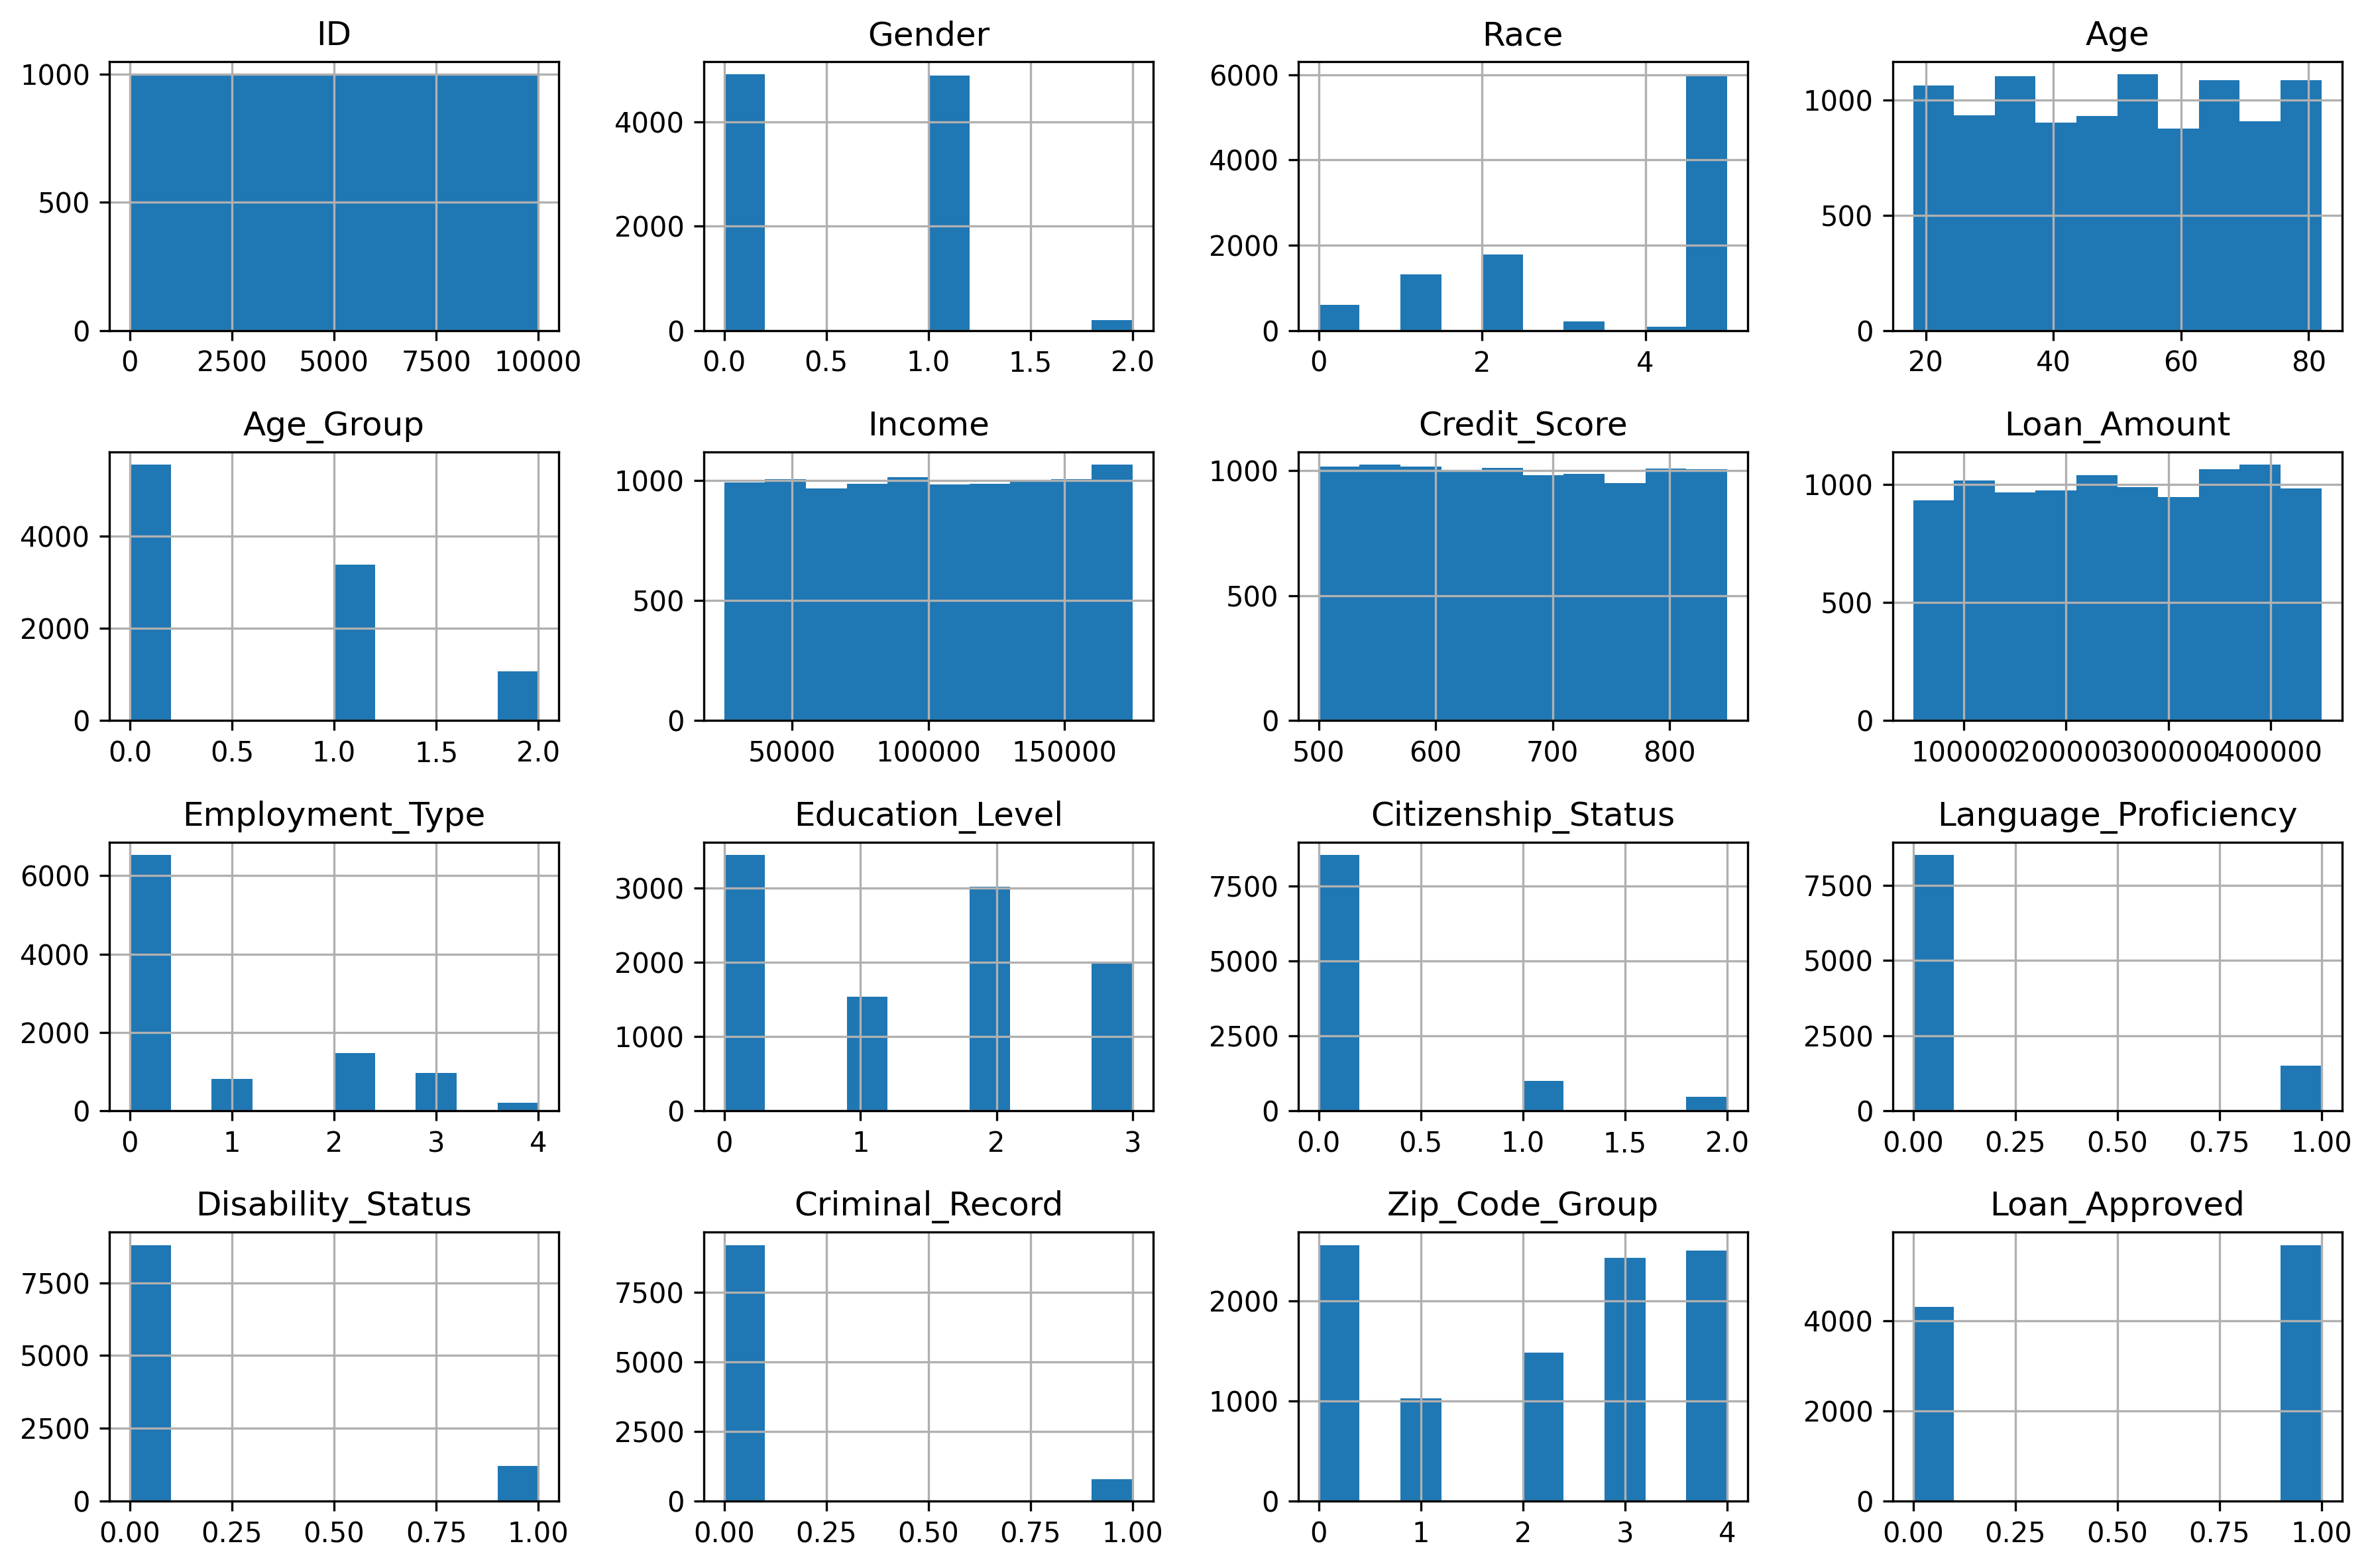 ID Gender Race Age
1000 4000 6000 1000
500 2000 4000 500
0 0 2000 0
0
0 2500 5000 7500 10000 0.0 0.5 1.0 1.5 2.0 0 2 4 20 40 60 80
Age_Group Income Credit_Score Loan_Amount
4000 1000 1000 1000
2000 500 500 500
0 0 0 0
0.0 0.5 1.0 1.5 2.0 50000 100000 150000 500 600 700 800 100000 200000 300000 400000
Employment_Type Education_Level Citizenship_Status Language_Proficiency
6000 3000 7500 7500
4000 2000 5000 5000
2000 1000 2500 2500
0 0 0 0
0 1 2 3 4 0 1 2 3 0.0 0.5 1.0 1.5 2.0 0.00 0.25 0.50 0.75 1.00
Disability_Status Criminal_Record Zip_Code_Group Loan_Approved
7500 7500 2000 4000
5000 5000 1000 2000
2500 2500 0 0
0 0
0.00 0.25 0.50 0.75 1.00 0.00 0.25 0.50 0.75 1.00 0 1 2 3 4 0.00 0.25 0.50 0.75 1.00